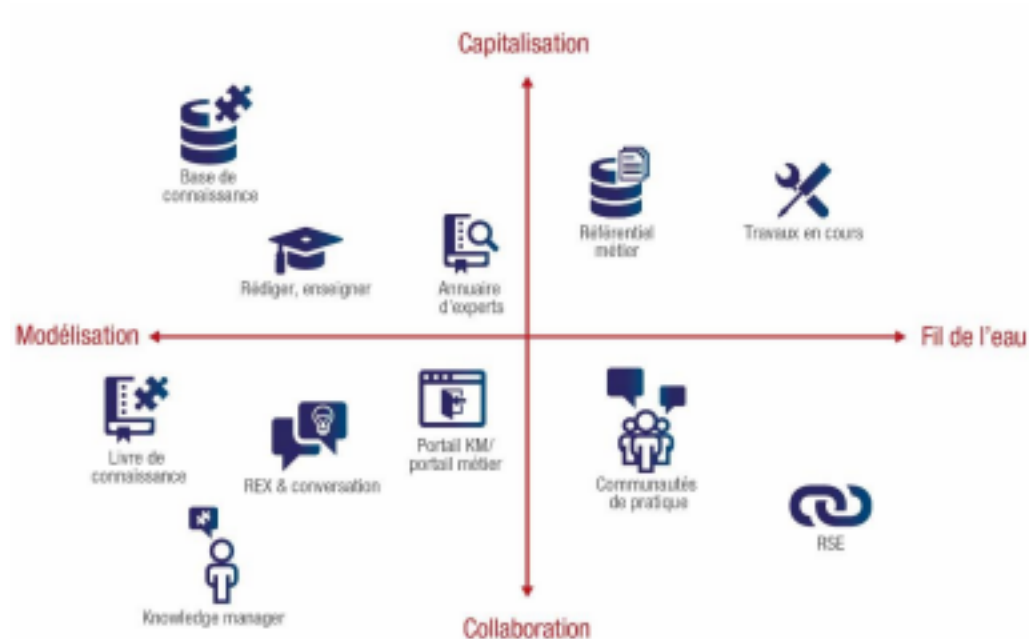 Capitalisation
Base de
connaissance
Référentiel
métier
Travaux en cours
Rédiger, enseigner
Annuaire
d'experts
Modélisation
Fil de l'eau
Livre de
connaissance
REX & conversation
Portail KM/
portail métier
Communautés
de pratique
RSE
Knowledge manager
Collaboration